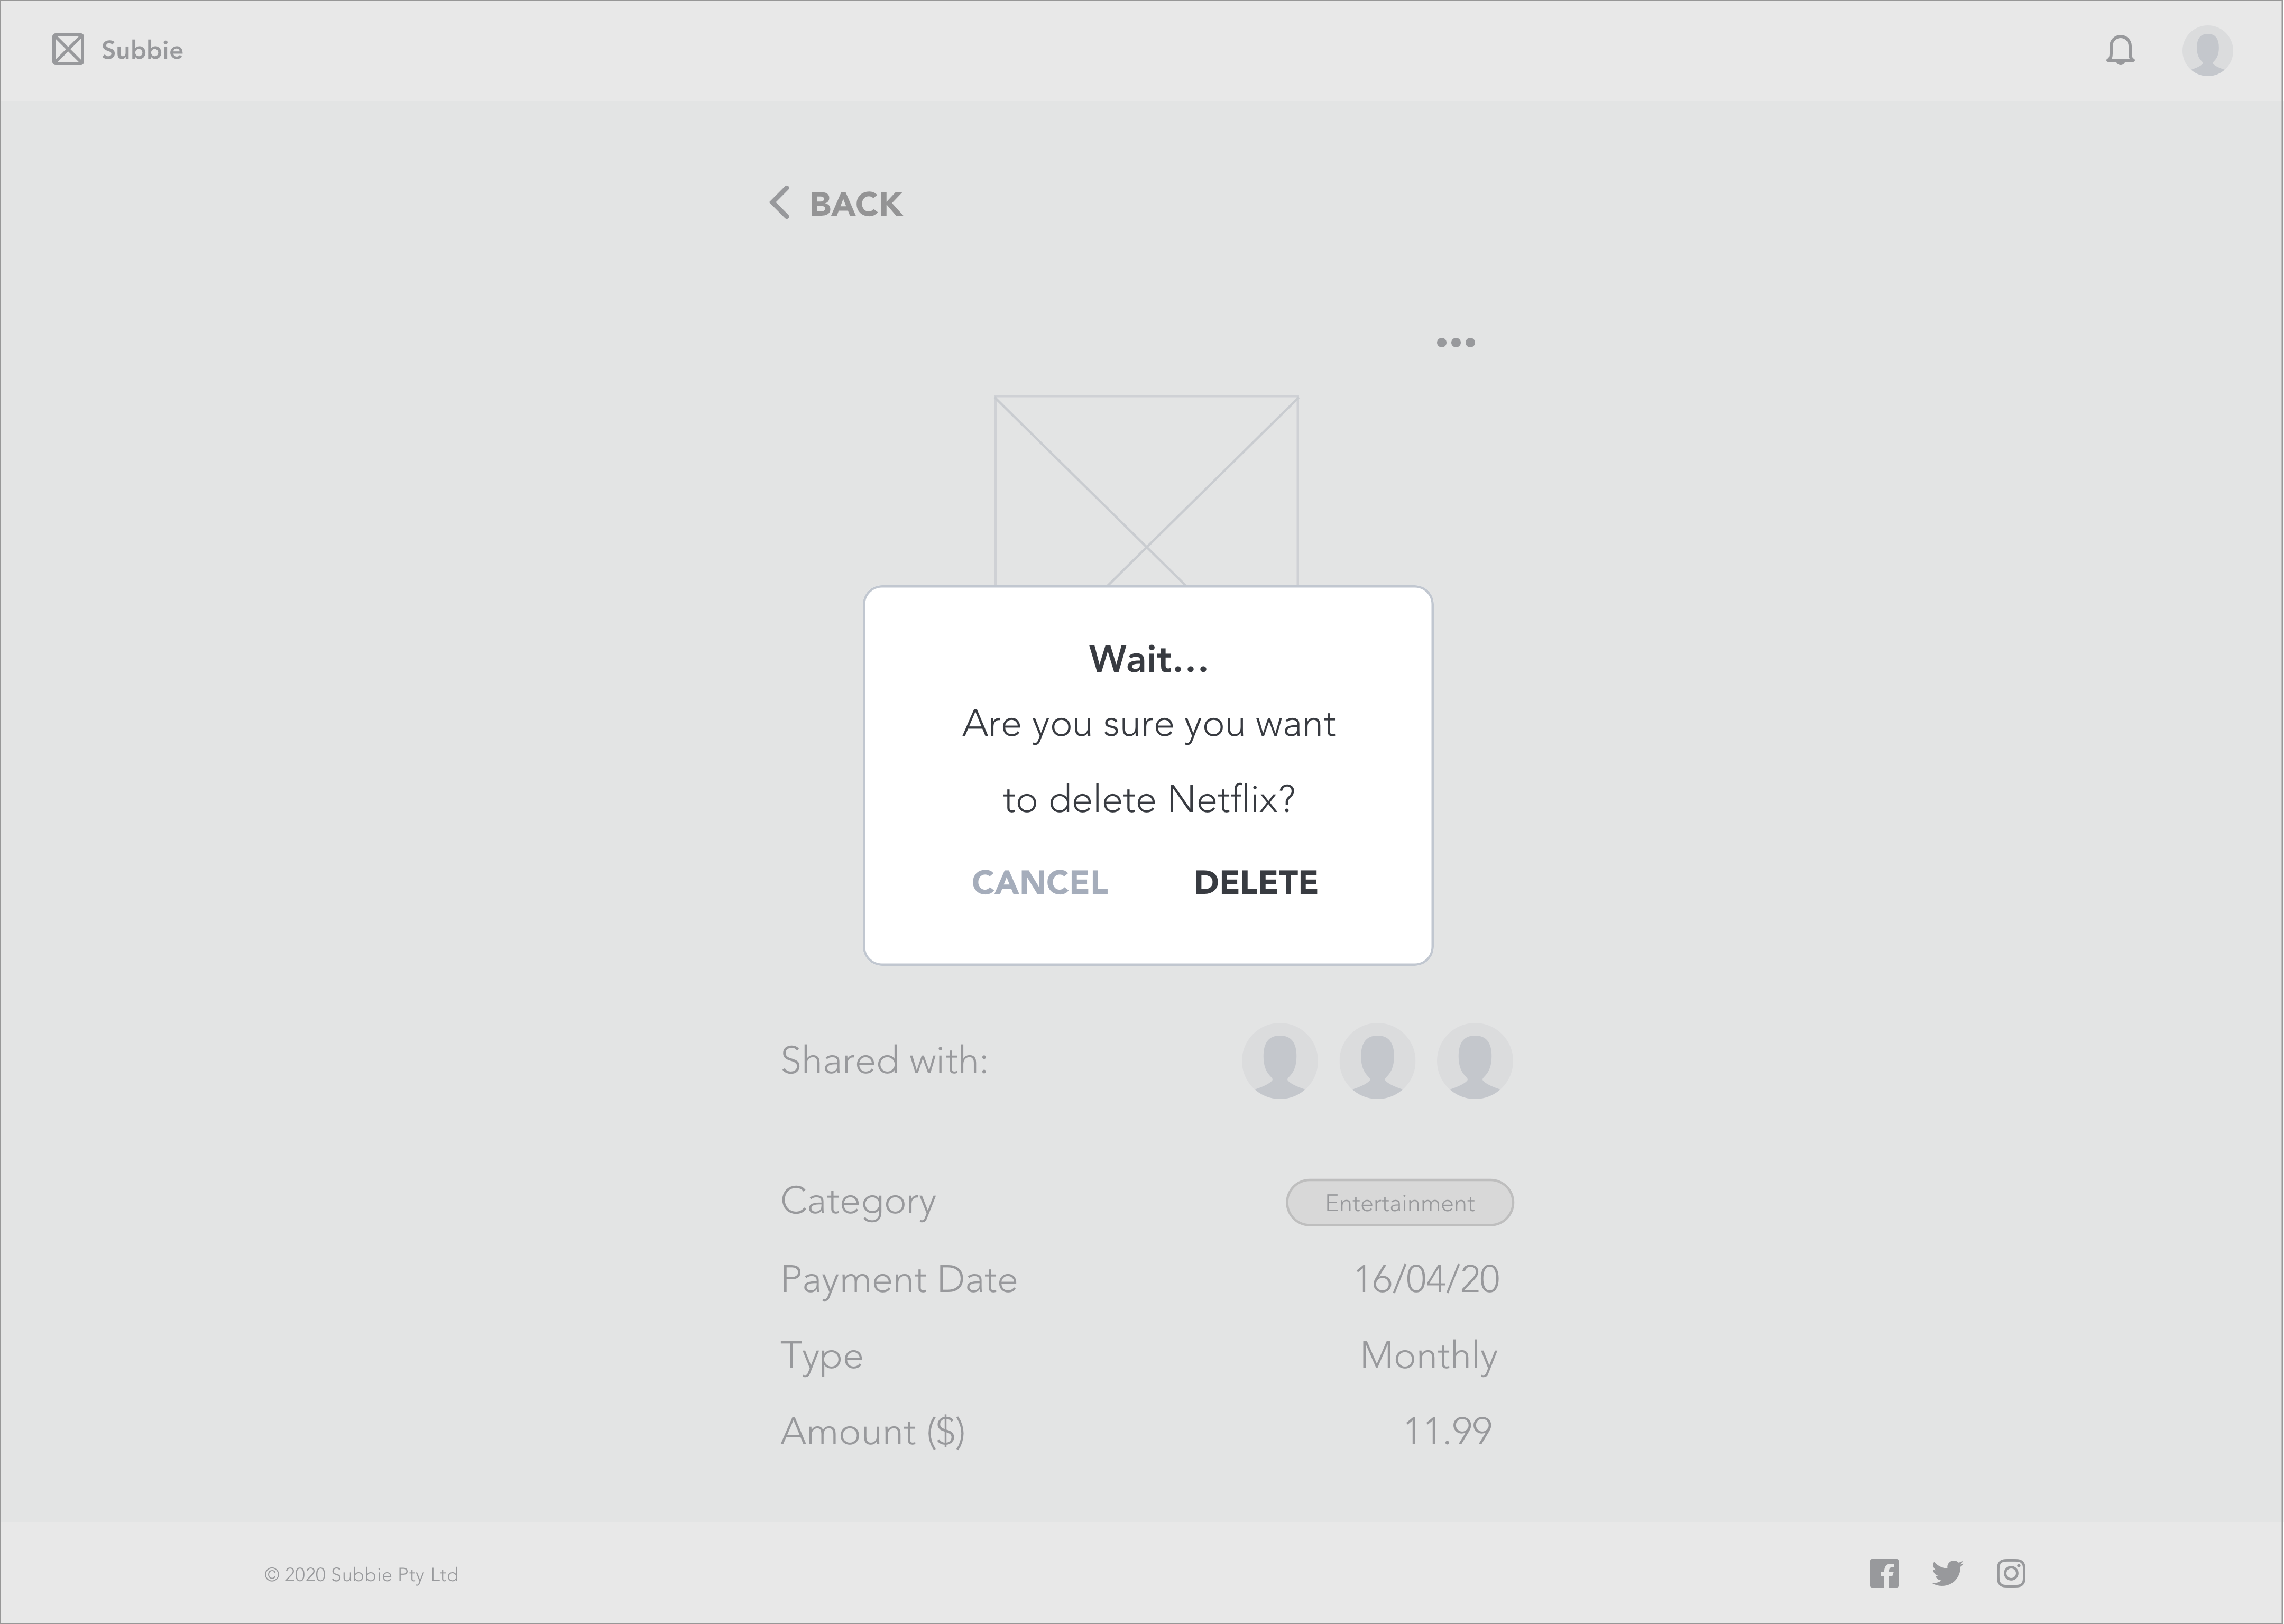 Subbie
BACK
Wait...
Are you sure you want
to delete Netflix?
CANCEL DELETE
Shared with:
Category Entertainment
Payment Date 16/04/20
Type Monthly
Amount ($) 11.99
© 2020 Subbie Pty Ltd